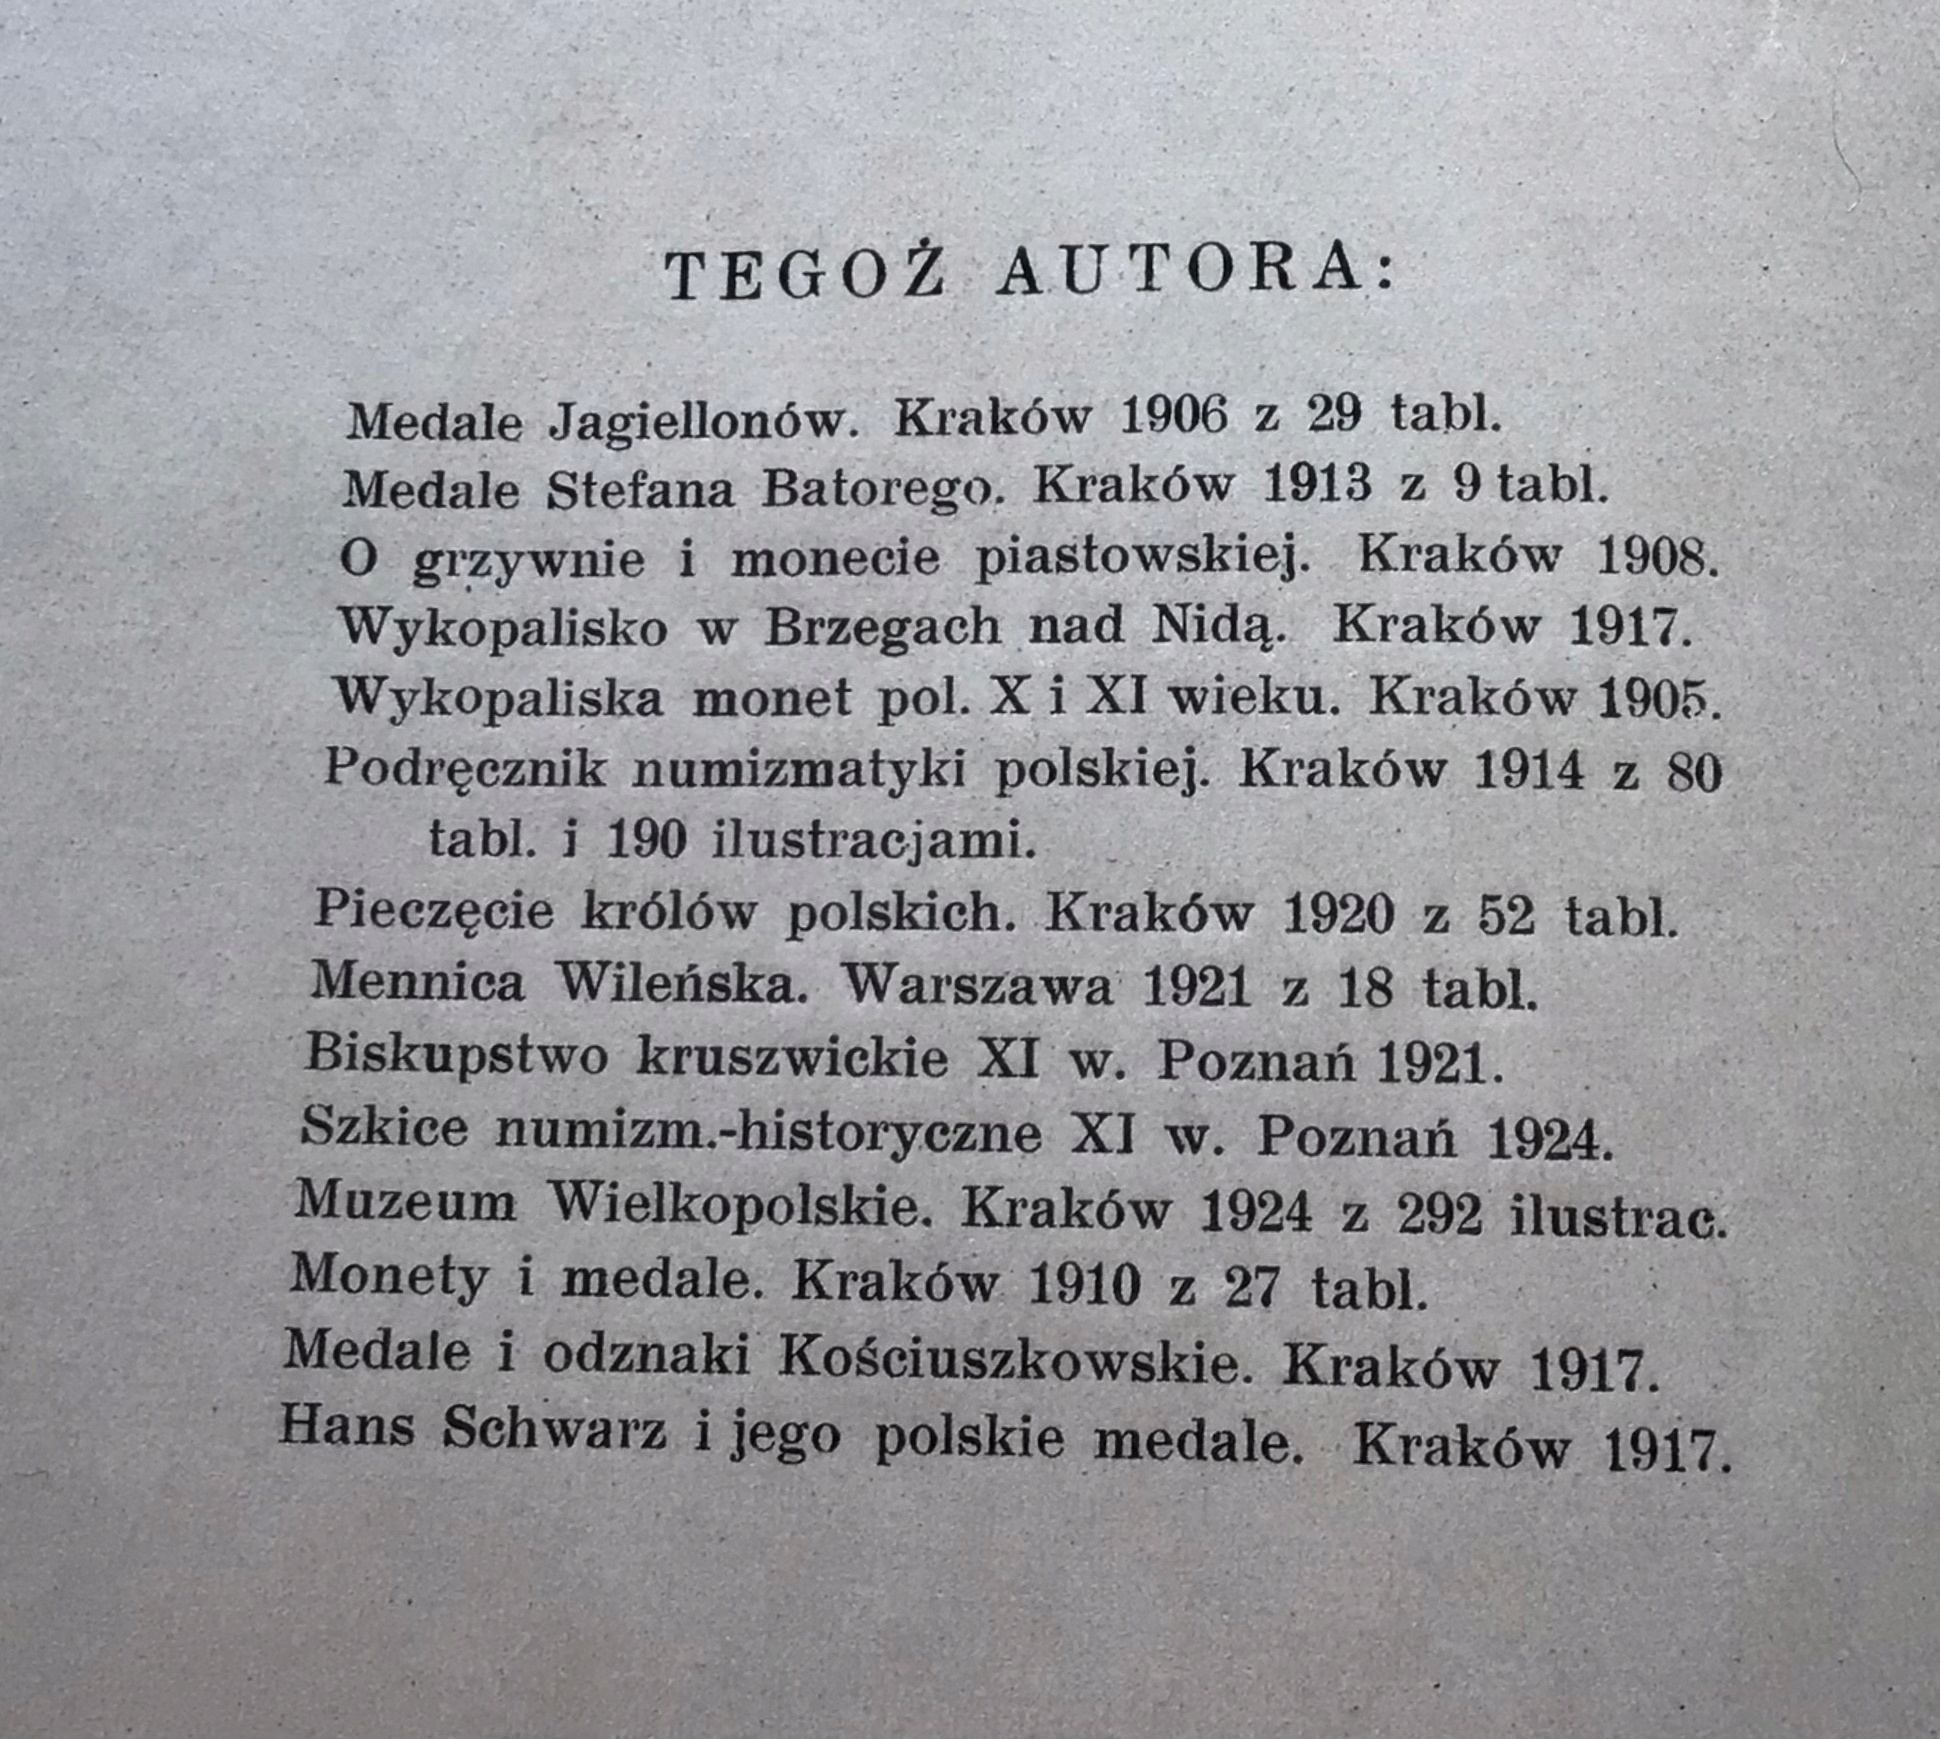 TEGOŻ AUTORA:
Medale Jagiellonów. Kraków 1906 z 29 tabl.
Medale Stefana Batorego. Kraków 1913 z 9 tabl.
O grzywnie i monecie piastowskiej. Kraków 1908.
Wykopalisko w Brzegach nad Nidą. Kraków 1917.
Wykopaliska monet pol. X i XI wieku. Kraków 1905.
Podręcznik numizmatyki polskiej. Kraków 1914 z 80
tabl. i 190 ilustracjami.
Pieczęcie królów polskich. Kraków 1920 z 52 tabl.
Mennica Wileńska. Warszawa 1921 z 18 tabl.
Biskupstwo kruszwickie XI w. Poznań 1921.
Szkice numizm.-historyczne XI w. Poznań 1924.
Muzeum Wielkopolskie. Kraków 1924 z 292 ilustrac.
Monety i medale. Kraków 1910 z 27 tabl.
Medale i odznaki Kościuszkowskie. Kraków 1917.
Hans Schwarz i jego polskie medale. Kraków 1917.